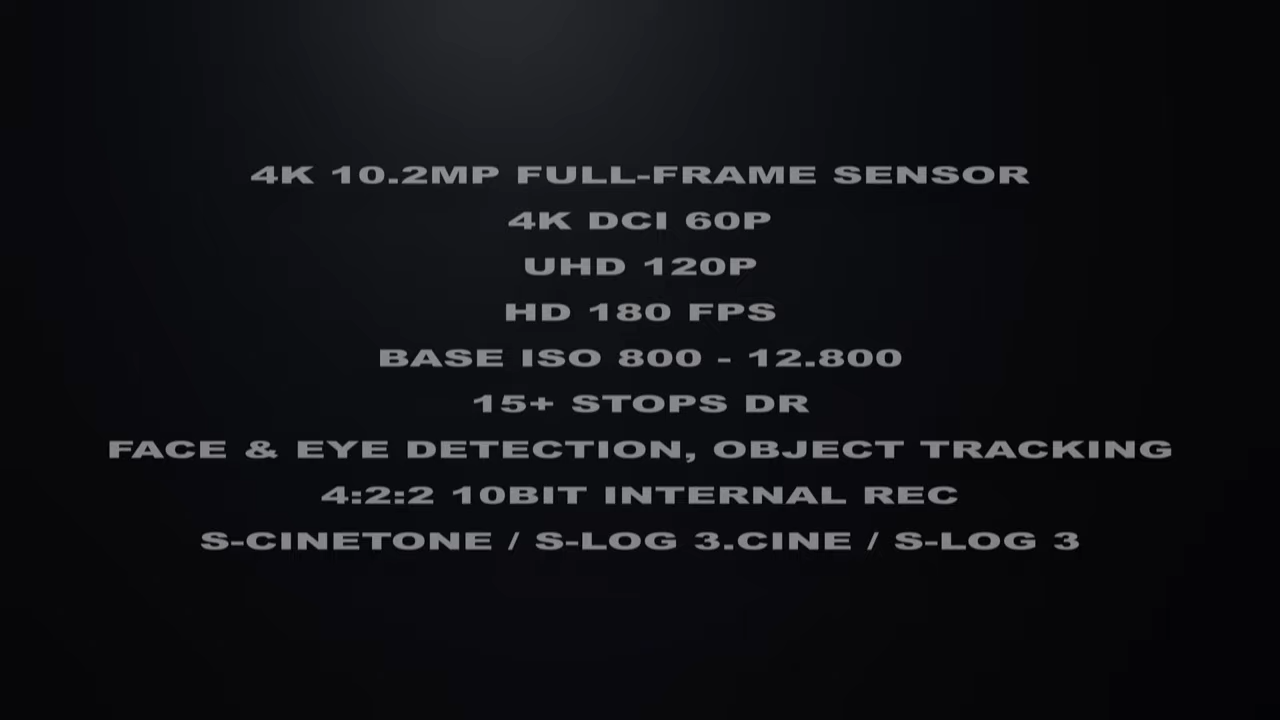 4K 10.2MP FULL-FRAME SENSOR
4K DCI 60P
UHD 120P
HD 180 FPS
BASE ISO 800 - 12.800
15+ STOPS DR
FACE & EYE DETECTION, OBJECT TRACKING
4:2:2 10BIT INTERNAL REC
S-CINETONE / S-LOG 3.CINE / S-LOG 3